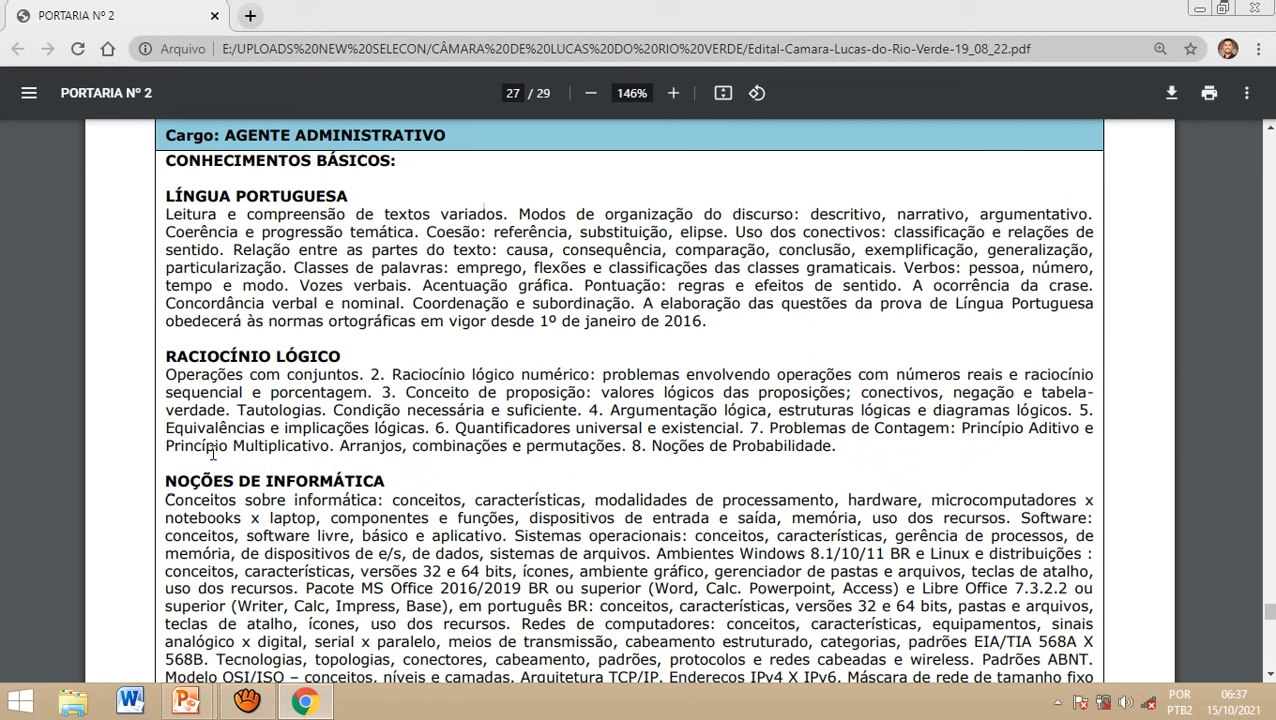 PORTARIA Nº 2
Arquivo
E:/UPLOADS%20NEW%20SELECON/CÂMARA%20DE%20LUCAS%20DO%20RIO%20VERDE/Edital-Camara-Lucas-do-Rio-Verde-19_08_22.pdf
PORTARIA Nº 2
27 / 29
146%
Cargo: AGENTE ADMINISTRATIVO
CONHECIMENTOS BÁSICOS:
LÍNGUA PORTUGUESA
Leitura e compreensão de textos variados. Modos de organização do discurso: descritivo, narrativo, argumentativo.
Coerência e progressão temática. Coesão: referência, substituição, elipse. Uso dos conectivos: classificação e relações de
sentido. Relação entre as partes do texto: causa, consequência, comparação, conclusão, exemplificação, generalização,
particularização. Classes de palavras: emprego, flexões e classificações das classes gramaticais. Verbos: pessoa, número,
tempo e modo. Vozes verbais. Acentuação gráfica. Pontuação: regras e efeitos de sentido. A ocorrência da crase.
Concordância verbal e nominal. Coordenação e subordinação. A elaboração das questões da prova de Língua Portuguesa
obedecerá às normas ortográficas em vigor desde 1º de janeiro de 2016.
RACIOCÍNIO LÓGICO
Operações com conjuntos. 2. Raciocínio lógico numérico: problemas envolvendo operações com números reais e raciocínio
sequencial e porcentagem. 3. Conceito de proposição: valores lógicos das proposições; conectivos, negação e tabela-
verdade. Tautologias. Condição necessária e suficiente. 4. Argumentação lógica, estruturas lógicas e diagramas lógicos. 5.
Equivalências e implicações lógicas. 6. Quantificadores universal e existencial. 7. Problemas de Contagem: Princípio Aditivo e
Princípio Multiplicativo. Arranjos, combinações e permutações. 8. Noções de Probabilidade.
NOÇÕES DE INFORMÁTICA
Conceitos sobre informática: conceitos, características, modalidades de processamento, hardware, microcomputadores x
notebooks x laptop, componentes e funções, dispositivos de entrada e saída, memória, uso dos recursos. Software:
conceitos, software livre, básico e aplicativo. Sistemas operacionais: conceitos, características, gerência de processos, de
memória, de dispositivos de e/s, de dados, sistemas de arquivos. Ambientes Windows 8.1/10/11 BR e Linux e distribuições :
conceitos, características, versões 32 e 64 bits, ícones, ambiente gráfico, gerenciador de pastas e arquivos, teclas de atalho,
uso dos recursos. Pacote MS Office 2016/2019 BR ou superior (Word, Calc. Powerpoint, Access) e Libre Office 7.3.2.2 ou
superior (Writer, Calc, Impress, Base), em português BR: conceitos, características, versões 32 e 64 bits, pastas e arquivos,
teclas de atalho, ícones, uso dos recursos. Redes de computadores: conceitos, características, equipamentos, sinais
analógico x digital, serial x paralelo, meios de transmissão, cabeamento estruturado, categorias, padrões EIA/TIA 568A X
568B. Tecnologias, topologias, conectores, cabeamento, padrões, protocolos e redes cabeadas e wireless. Padrões ABNT.
Modelo OSI/ISO – conceitos, níveis e camadas. Arquitetura TCP/IP. Endereços IPv4 X IPv6. Máscara de rede de tamanho fixo
POR
PTB2
06:37
15/10/2021